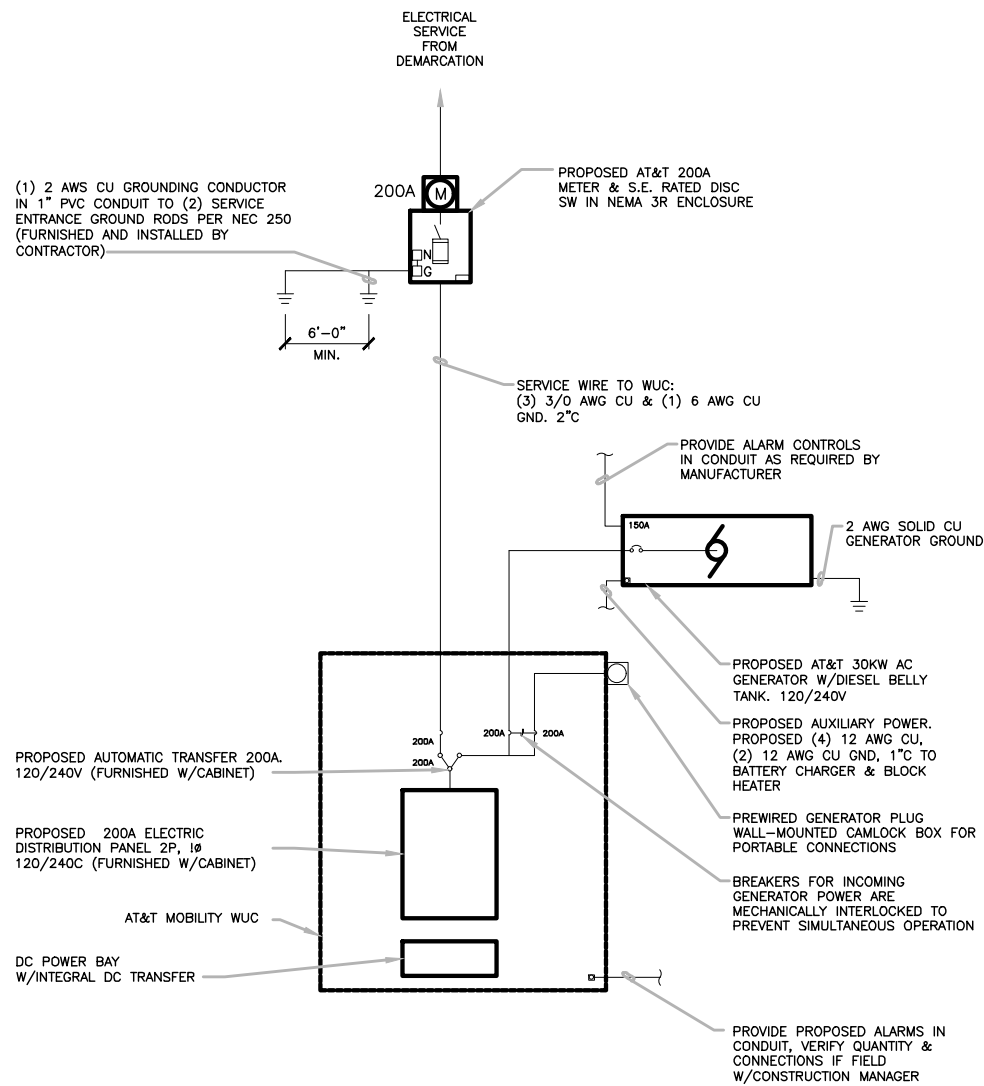 ELECTRICAL
SERVICE
FROM
DEMARCATION
(1) 2 AWS CU GROUNDING CONDUCTOR
IN 1" PVC CONDUIT TO (2) SERVICE
ENTRANCE GROUND RODS PER NEC 250
(FURNISHED AND INSTALLED BY
CONTRACTOR)
200A
M
PROPOSED AT&T 200A
METER & S.E. RATED DISC
SW IN NEMA 3R ENCLOSURE
N
G
6'-0"
MIN.
SERVICE WIRE TO WUC:
(3) 3/0 AWG CU & (1) 6 AWG CU
GND. 2"C
PROVIDE ALARM CONTROLS
IN CONDUIT AS REQUIRED BY
MANUFACTURER
150A
2 AWG SOLID CU
GENERATOR GROUND
PROPOSED AT&T 30KW AC
GENERATOR W/DIESEL BELLY
TANK. 120/240V
PROPOSED AUXILIARY POWER.
PROPOSED (4) 12 AWG CU,
(2) 12 AWG CU GND, 1"C TO
BATTERY CHARGER & BLOCK
HEATER
200A
200A
200A
200A
PROPOSED AUTOMATIC TRANSFER 200A.
120/240V (FURNISHED W/CABINET)
PREWIRED GENERATOR PLUG
WALL-MOUNTED CAMLOCK BOX FOR
PORTABLE CONNECTIONS
PROPOSED 200A ELECTRIC
DISTRIBUTION PANEL 2P, !Ø
120/240C (FURNISHED W/CABINET)
BREAKERS FOR INCOMING
GENERATOR POWER ARE
MECHANICALLY INTERLOCKED TO
PREVENT SIMULTANEOUS OPERATION
AT&T MOBILITY WUC
DC POWER BAY
W/INTEGRAL DC TRANSFER
PROVIDE PROPOSED ALARMS IN
CONDUIT, VERIFY QUANTITY &
CONNECTIONS IF FIELD
W/CONSTRUCTION MANAGER